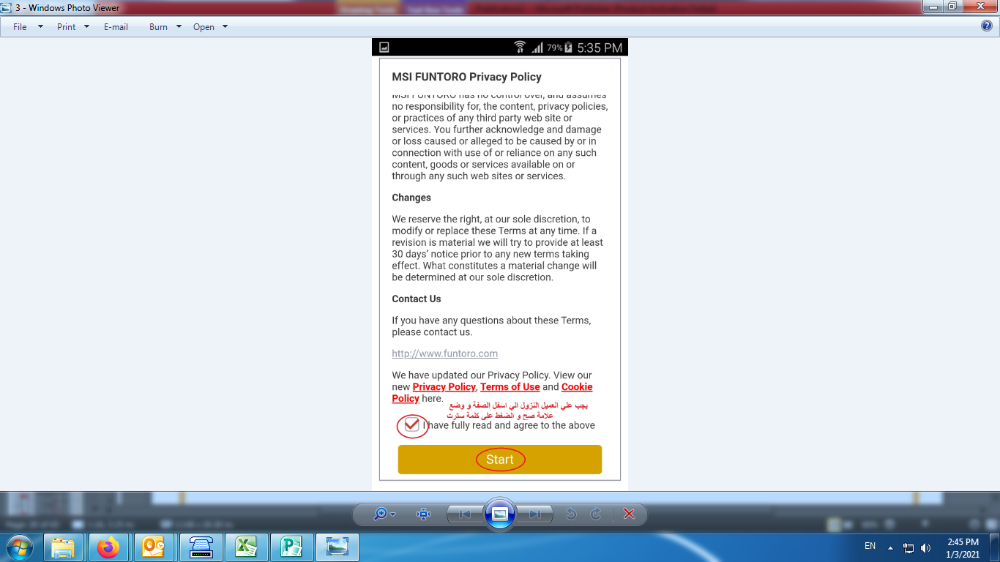 3 - Windows Photo Viewer
File Print E-mail Burn Open
79% 5:35 PM
MSI FUNTORO Privacy Policy
MSI FUNTORO has no control over, and assumes
no responsibility for, the content, privacy policies,
or practices of any third party web site or
services. You further acknowledge and damage
or loss caused or alleged to be caused by or in
connection with use of or reliance on any such
content, goods or services available on or
through any such web sites or services.
Changes
We reserve the right, at our sole discretion, to
modify or replace these Terms at any time. If a
revision is material we will try to provide at least
30 days’ notice prior to any new terms taking
effect. What constitutes a material change will
be determined at our sole discretion.
Contact Us
If you have any questions about these Terms,
please contact us.
http://www.funtoro.com
We have updated our Privacy Policy. View our
new Privacy Policy, Terms of Use and Cookie
Policy here.
يجب علي العميل النزول الي اسفل الصفة و وضع
علامة صح و الضغط على كلمة سترت
I have fully read and agree to the above
Start
EN
2:45 PM
1/3/2021